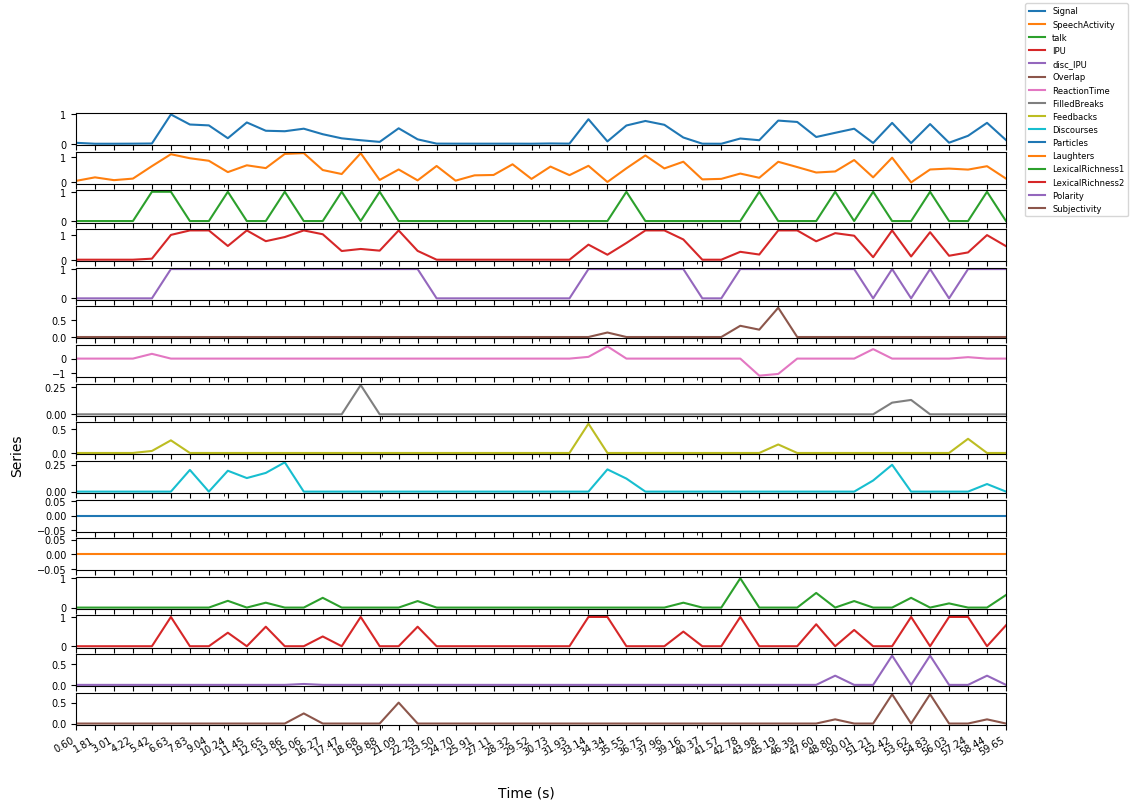 Signal
SpeechActivity
talk
IPU
disc_IPU
Overlap
ReactionTime
FilledBreaks
Feedbacks
Discourses
Particles
Laughters
LexicalRichness1
LexicalRichness2
Polarity
Subjectivity
1
0
1
0
1
0
1
0
1
0
0.5
0.0
0
−1
0.25
0.00
0.5
0.0
0.25
0.00
0.05
0.00
−0.05
0.05
0.00
−0.05
1
0
1
0
0.5
0.0
0.5
0.0
Series
0.60 1.81 3.01 4.22 5.42 6.63 7.83 9.04 10.24 11.45 12.65 13.86 15.06 16.27 17.47 18.68 19.88 21.09 22.29 23.50 24.70 25.91 27.11 28.32 29.52 30.73 31.93 33.14 34.34 35.55 36.75 37.96 39.16 40.37 41.57 42.78 43.98 45.19 46.39 47.60 48.80 50.01 51.21 52.42 53.62 54.83 56.03 57.24 58.44 59.65
Time (s)